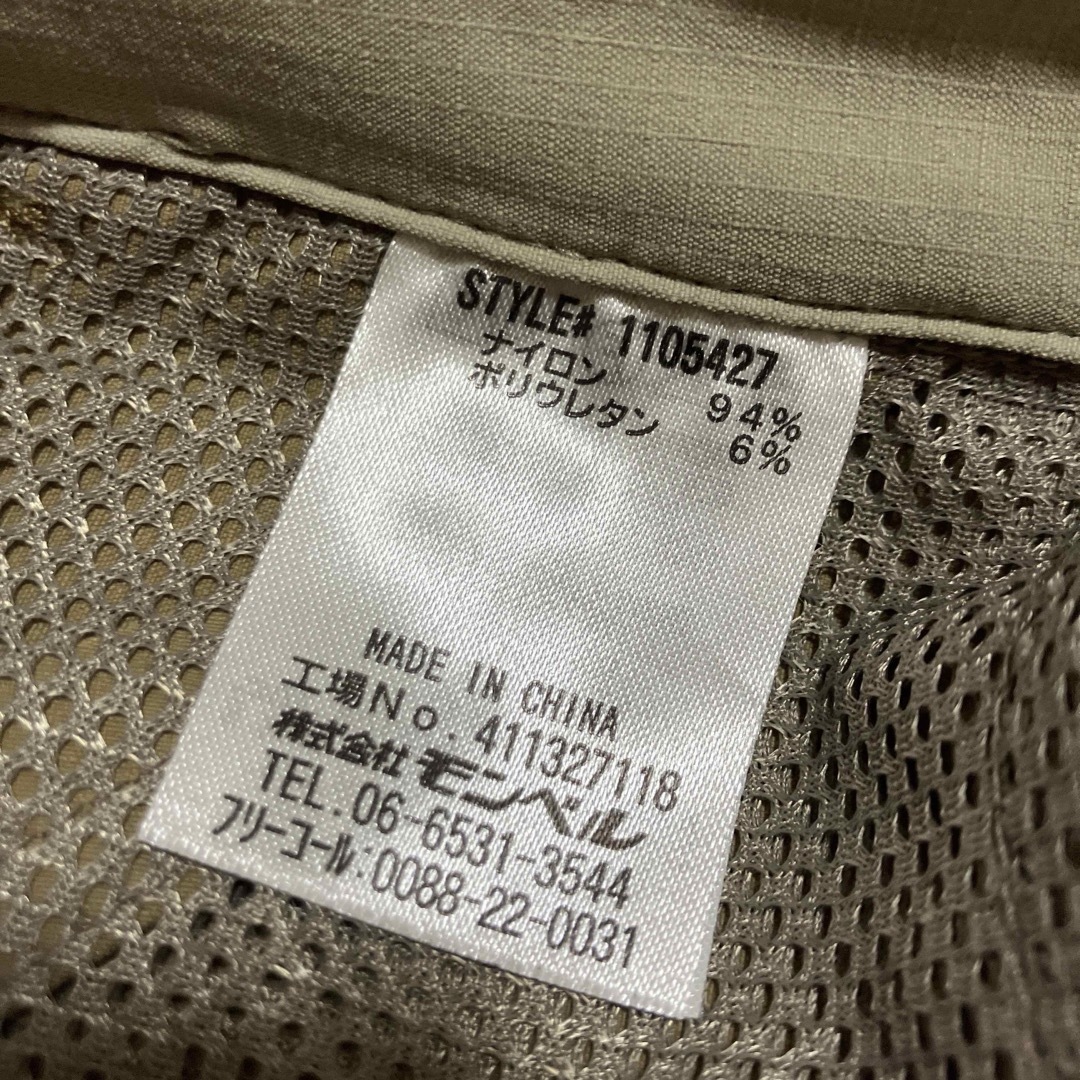 STYLE# 1105427
ナイロン 94%
ポリウレタン 6%
MADE IN CHINA
工場No. 411327118
株式会社モンベル
TEL.06-6531-3544
フリーコール:0088-22-0031